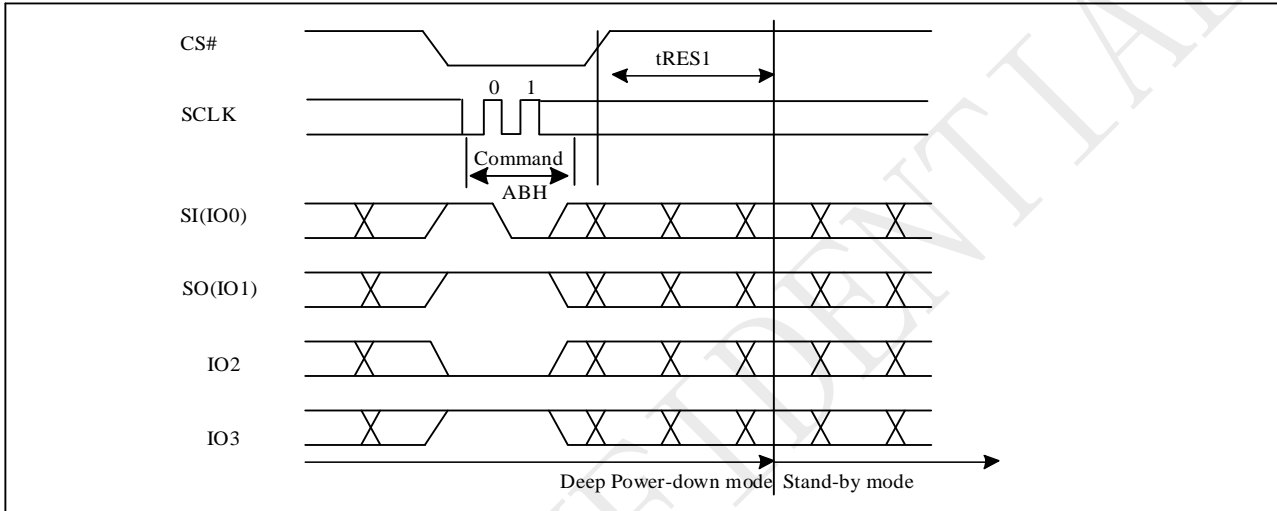 CS#
tRES1
0 1
SCLK
Command
ABH
SI(IO0)
SO(IO1)
IO2
IO3
Deep Power-down mode Stand-by mode